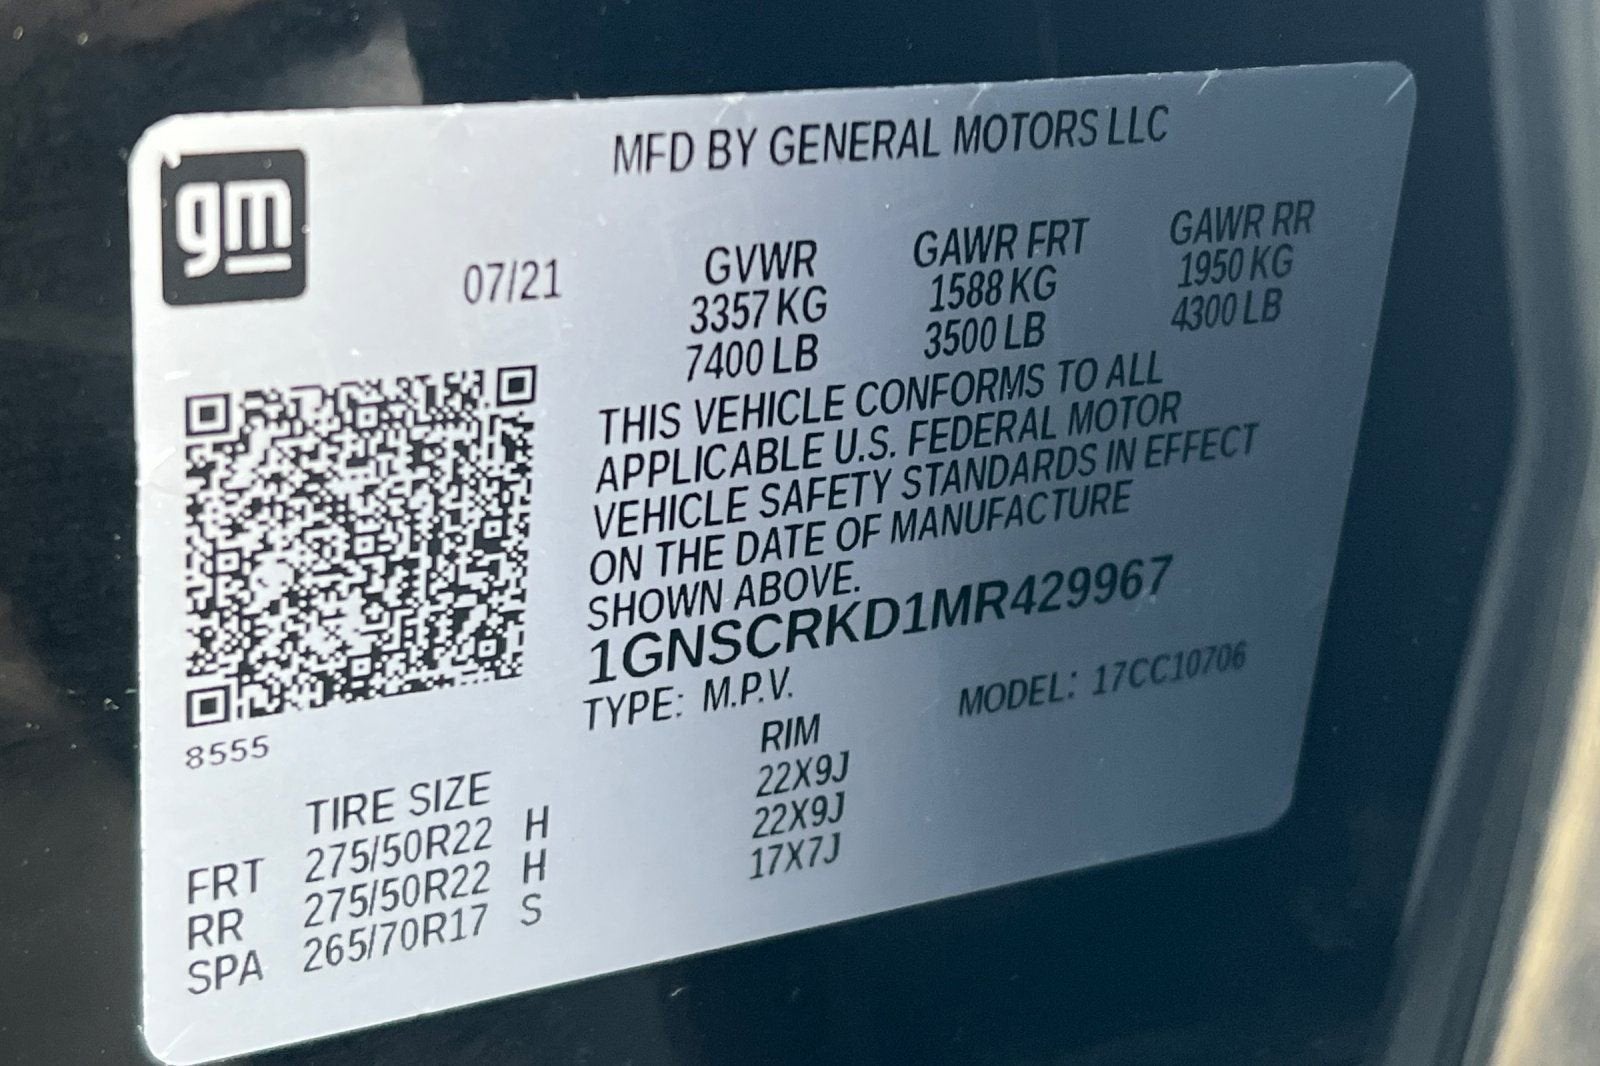 gm
MFD BY GENERAL MOTORS LLC
07/21
GVWR
3357 KG
7400 LB
GAWR FRT
1588 KG
3500 LB
GAWR RR
1950 KG
4300 LB
THIS VEHICLE CONFORMS TO ALL
APPLICABLE U.S. FEDERAL MOTOR
VEHICLE SAFETY STANDARDS IN EFFECT
ON THE DATE OF MANUFACTURE
SHOWN ABOVE.
1GNSCRKD1MR429967
TYPE: M.P.V. MODEL: 17CC10706
8555
TIRE SIZE RIM
FRT 275/50R22 H 22X9J
RR 275/50R22 H 22X9J
SPA 265/70R17 S 17X7J